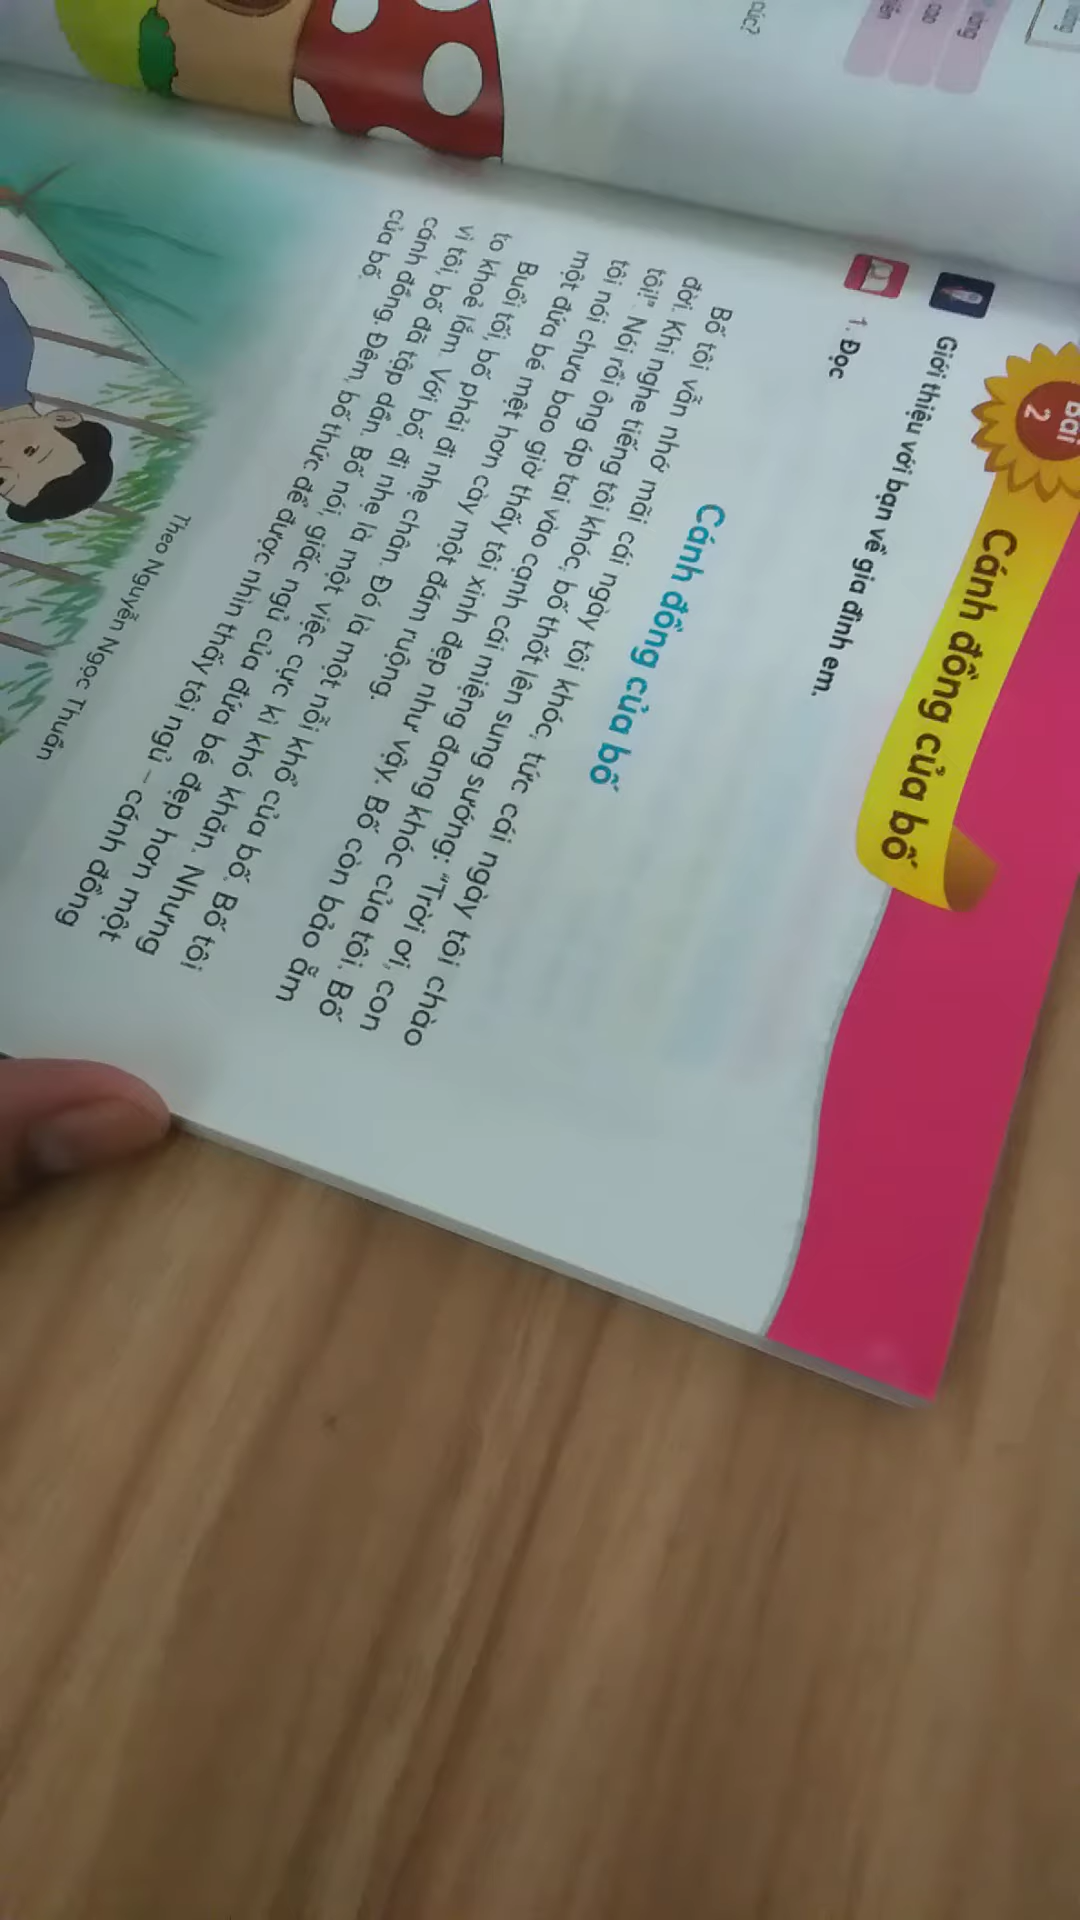 úc?
vàng
cao
Bài
2
Cánh đồng của bố
Giới thiệu với bạn về gia đình em.
1. Đọc
Cánh đồng của bố
Bố tôi vẫn nhớ mãi cái ngày tôi khóc, tức cái ngày tôi chào
đời. Khi nghe tiếng tôi khóc, bố thốt lên sung sướng: “Trời ơi, con
tôi!”. Nói rồi ông áp tai vào cạnh cái miệng đang khóc của tôi. Bố
tôi nói chưa bao giờ thấy tôi xinh đẹp như vậy. Bố còn bảo ẵm
một đứa bé mệt hơn cày một đám ruộng.
Buổi tối, bố phải đi nhẹ chân. Đó là một nỗi khổ của bố. Bố tôi
to khoẻ lắm. Với bố, đi nhẹ là một việc cực kì khó khăn. Nhưng
vì tôi, bố đã tập dần. Bố nói, giấc ngủ của đứa bé đẹp hơn một
cánh đồng. Đêm, bố thức để được nhìn thấy tôi ngủ – cánh đồng
của bố.
Theo Nguyễn Ngọc Thuần